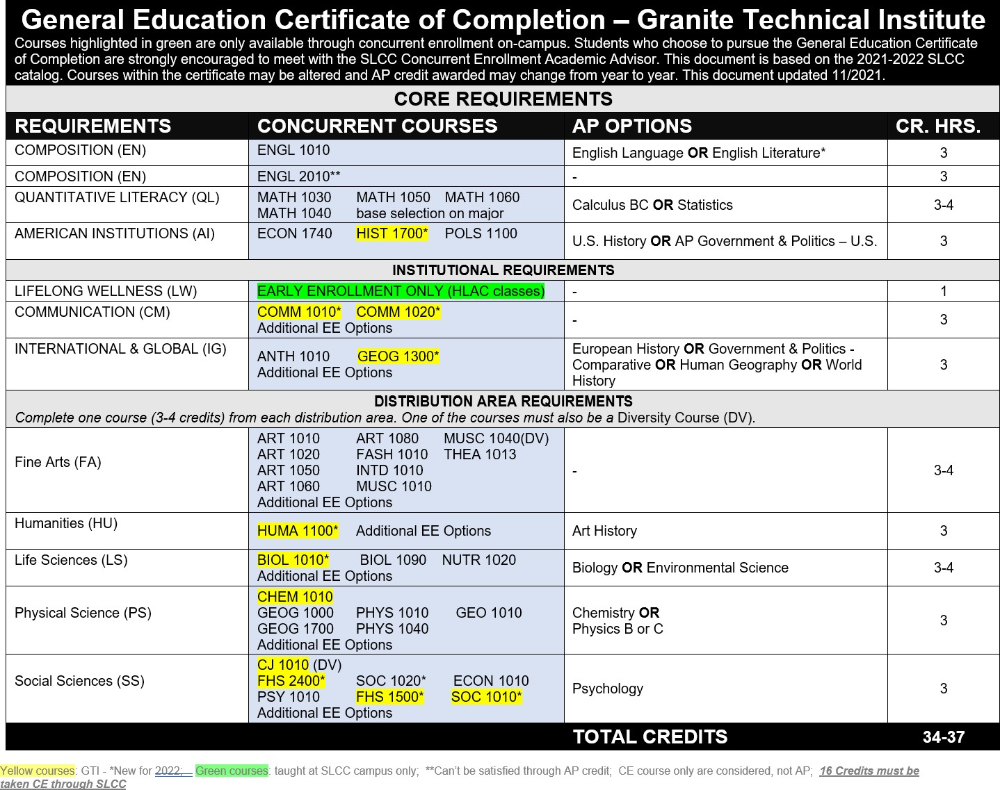 General Education Certificate of Completion – Granite Technical Institute
Courses highlighted in green are only available through concurrent enrollment on-campus. Students who choose to pursue the General Education Certificate
of Completion are strongly encouraged to meet with the SLCC Concurrent Enrollment Academic Advisor. This document is based on the 2021-2022 SLCC
catalog. Courses within the certificate may be altered and AP credit awarded may change from year to year. This document updated 11/2021.
CORE REQUIREMENTS
REQUIREMENTS CONCURRENT COURSES AP OPTIONS CR. HRS.
COMPOSITION (EN) ENGL 1010 English Language OR English Literature* 3
COMPOSITION (EN) ENGL 2010** - 3
QUANTITATIVE LITERACY (QL) MATH 1030 MATH 1050 MATH 1060
MATH 1040 base selection on major
Calculus BC OR Statistics 3-4
AMERICAN INSTITUTIONS (AI) ECON 1740 HIST 1700* POLS 1100
U.S. History OR AP Government & Politics – U.S. 3
INSTITUTIONAL REQUIREMENTS
LIFELONG WELLNESS (LW) EARLY ENROLLMENT ONLY (HLAC classes) - 1
COMMUNICATION (CM) COMM 1010* COMM 1020*
Additional EE Options
- 3
INTERNATIONAL & GLOBAL (IG)
ANTH 1010 GEOG 1300*
Additional EE Options
European History OR Government & Politics -
Comparative OR Human Geography OR World
History
3
DISTRIBUTION AREA REQUIREMENTS
Complete one course (3-4 credits) from each distribution area. One of the courses must also be a Diversity Course (DV).
Fine Arts (FA)
ART 1010 ART 1080 MUSC 1040(DV)
ART 1020 FASH 1010 THEA 1013
ART 1050 INTD 1010
ART 1060 MUSC 1010
Additional EE Options
- 3-4
Humanities (HU)
HUMA 1100* Additional EE Options Art History 3
Life Sciences (LS) BIOL 1010* BIOL 1090 NUTR 1020
Additional EE Options
Biology OR Environmental Science 3-4
Physical Science (PS)
CHEM 1010
GEOG 1000 PHYS 1010 GEO 1010
GEOG 1700 PHYS 1040
Additional EE Options
Chemistry OR
Physics B or C
3
Social Sciences (SS)
CJ 1010 (DV)
FHS 2400* SOC 1020* ECON 1010
PSY 1010 FHS 1500* SOC 1010*
Additional EE Options
Psychology 3
TOTAL CREDITS 34-37
Yellow courses: GTI - *New for 2022; Green courses: taught at SLCC campus only; **Can't be satisfied through AP credit; CE course only are considered, not AP; 16 Credits must be
taken CE through SLCC